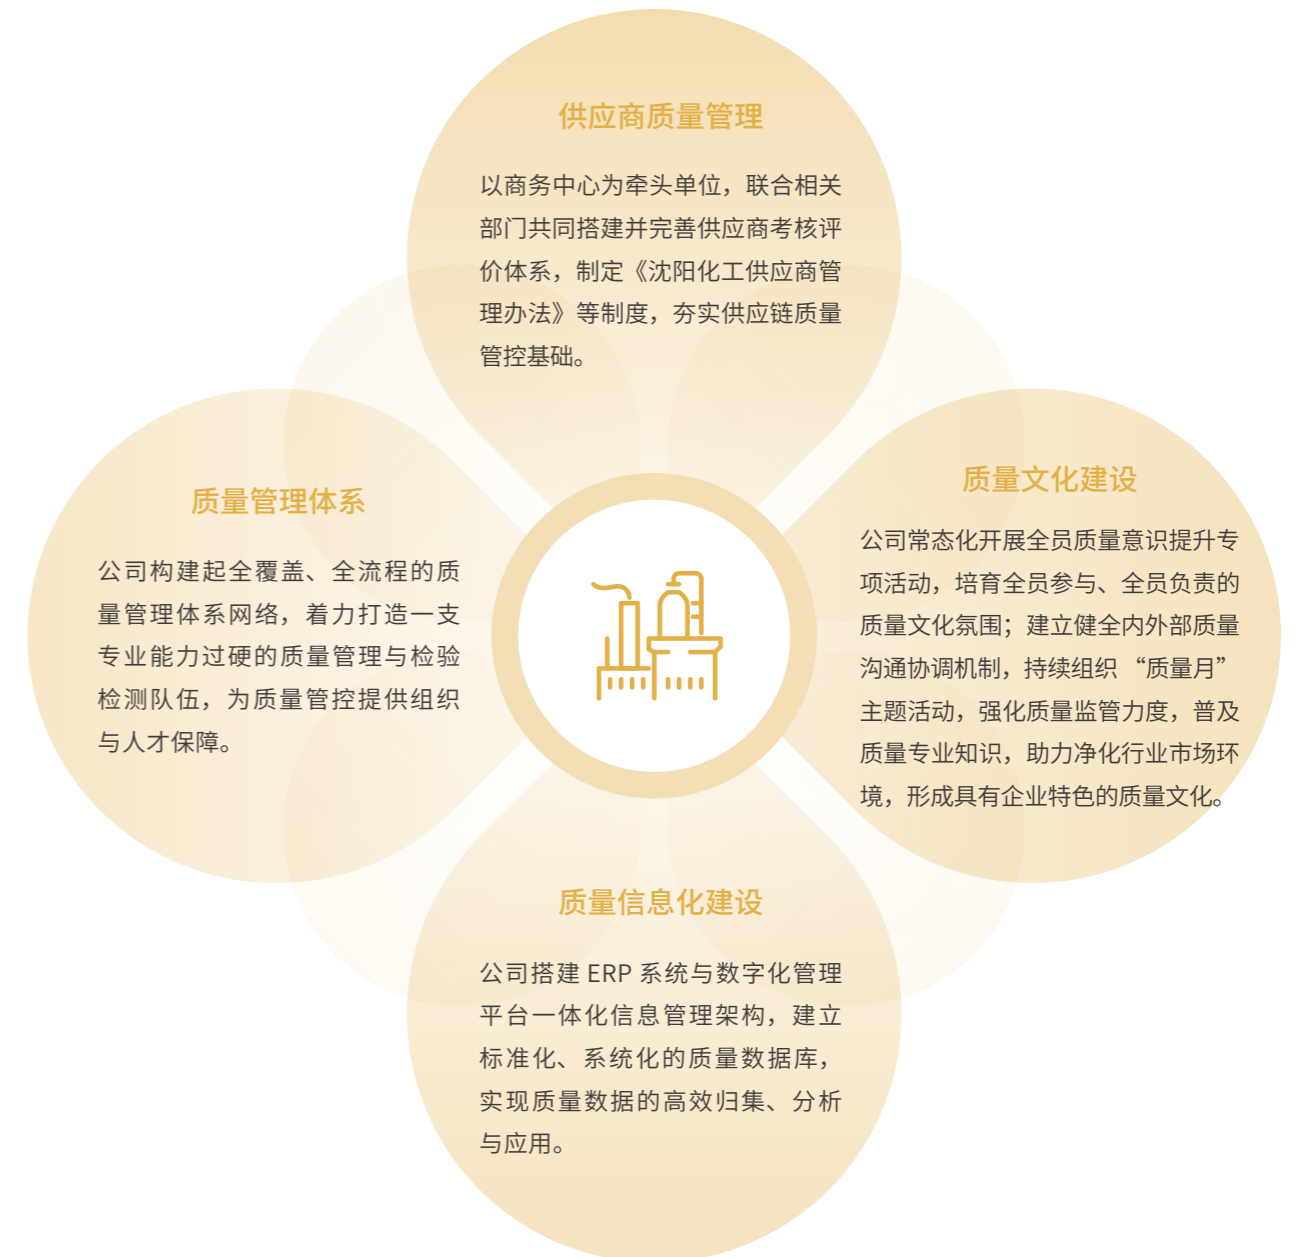 供应商质量管理
以商务中心为牵头单位，联合相关
部门共同搭建并完善供应商考核评
价体系，制定《沈阳化工供应商管
理办法》等制度，夯实供应链质量
管控基础。
质量管理体系
公司构建起全覆盖、全流程的质
量管理体系网络，着力打造一支
专业能力过硬的质量管理与检验
检测队伍，为质量管控提供组织
与人才保障。
质量文化建设
公司常态化开展全员质量意识提升专
项活动，培育全员参与、全员负责的
质量文化氛围；建立健全内外部质量
沟通协调机制，持续组织“质量月”
主题活动，强化质量监管力度，普及
质量专业知识，助力净化行业市场环
境，形成具有企业特色的质量文化。
质量信息化建设
公司搭建 ERP 系统与数字化管理
平台一体化信息管理架构，建立
标准化、系统化的质量数据库，
实现质量数据的高效归集、分析
与应用。